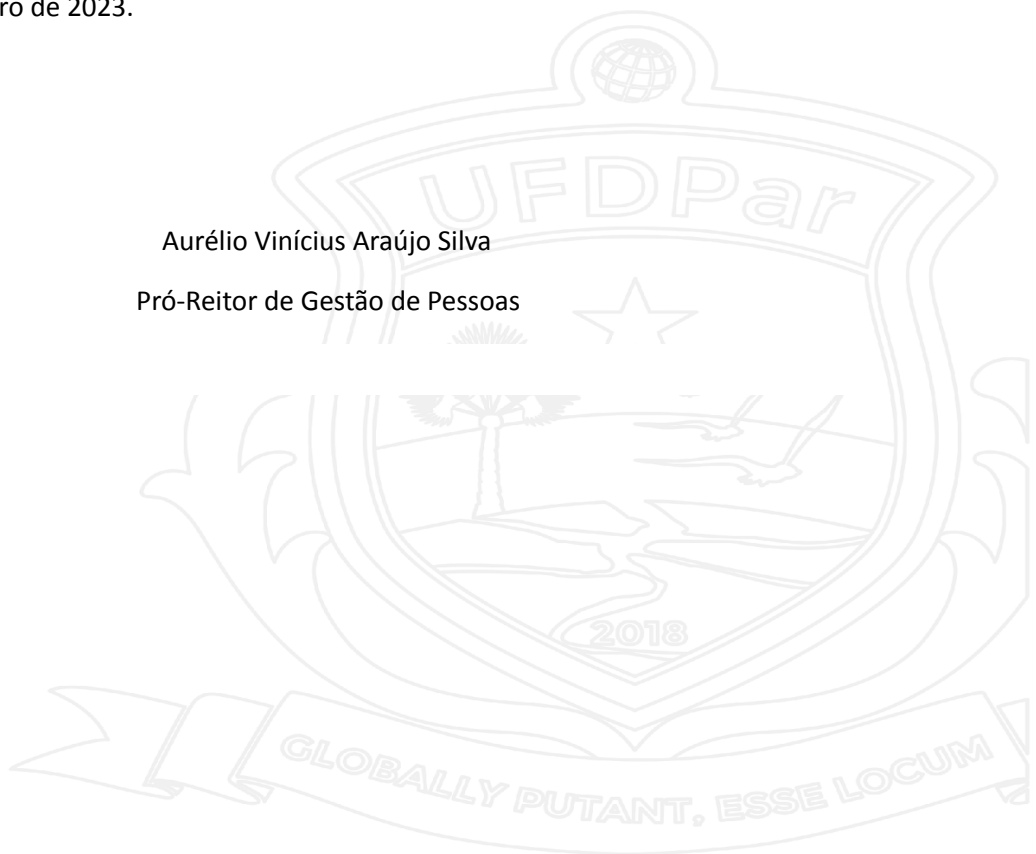 ro de 2023.
UFDPar
Aurélio Vinícius Araújo Silva
Pró-Reitor de Gestão de Pessoas
2018
GLOBALLY PUTANT, ESSE LOCUM